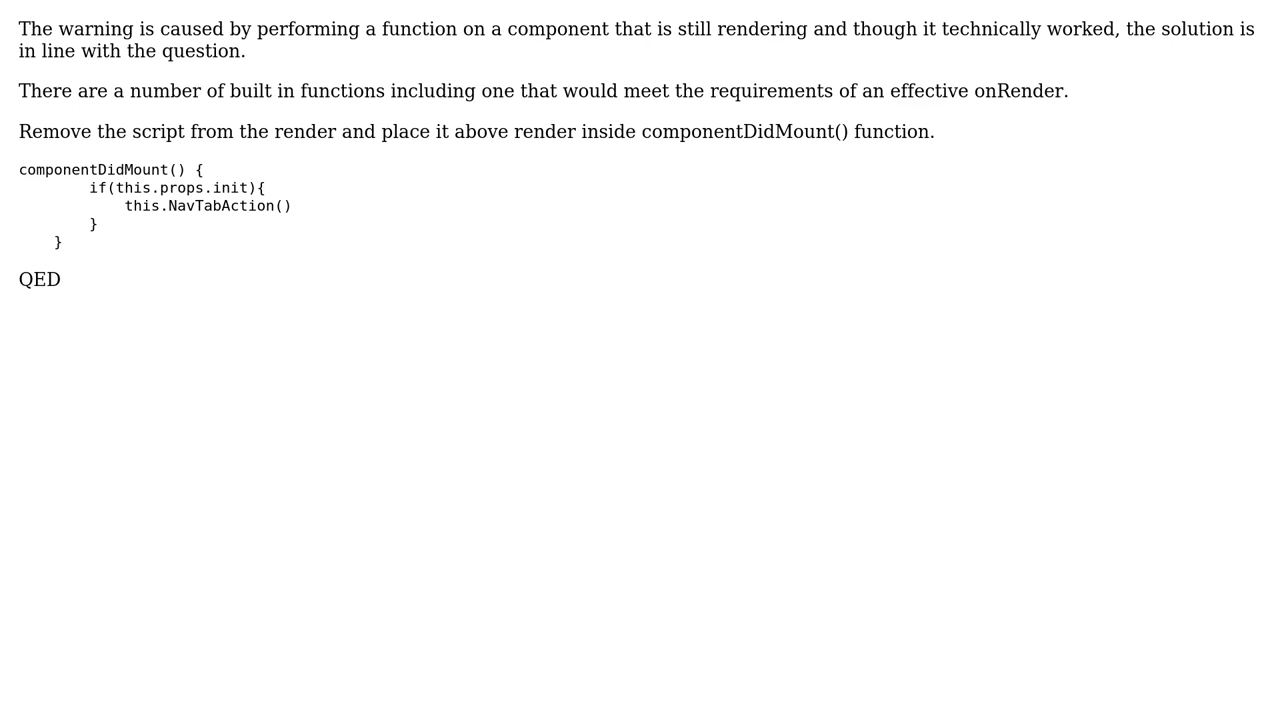 The warning is caused by performing a function on a component that is still rendering and though it technically worked, the solution is
in line with the question.
There are a number of built in functions including one that would meet the requirements of an effective onRender.
Remove the script from the render and place it above render inside componentDidMount() function.
componentDidMount() {
        if(this.props.init){
            this.NavTabAction()
        }
    }
QED